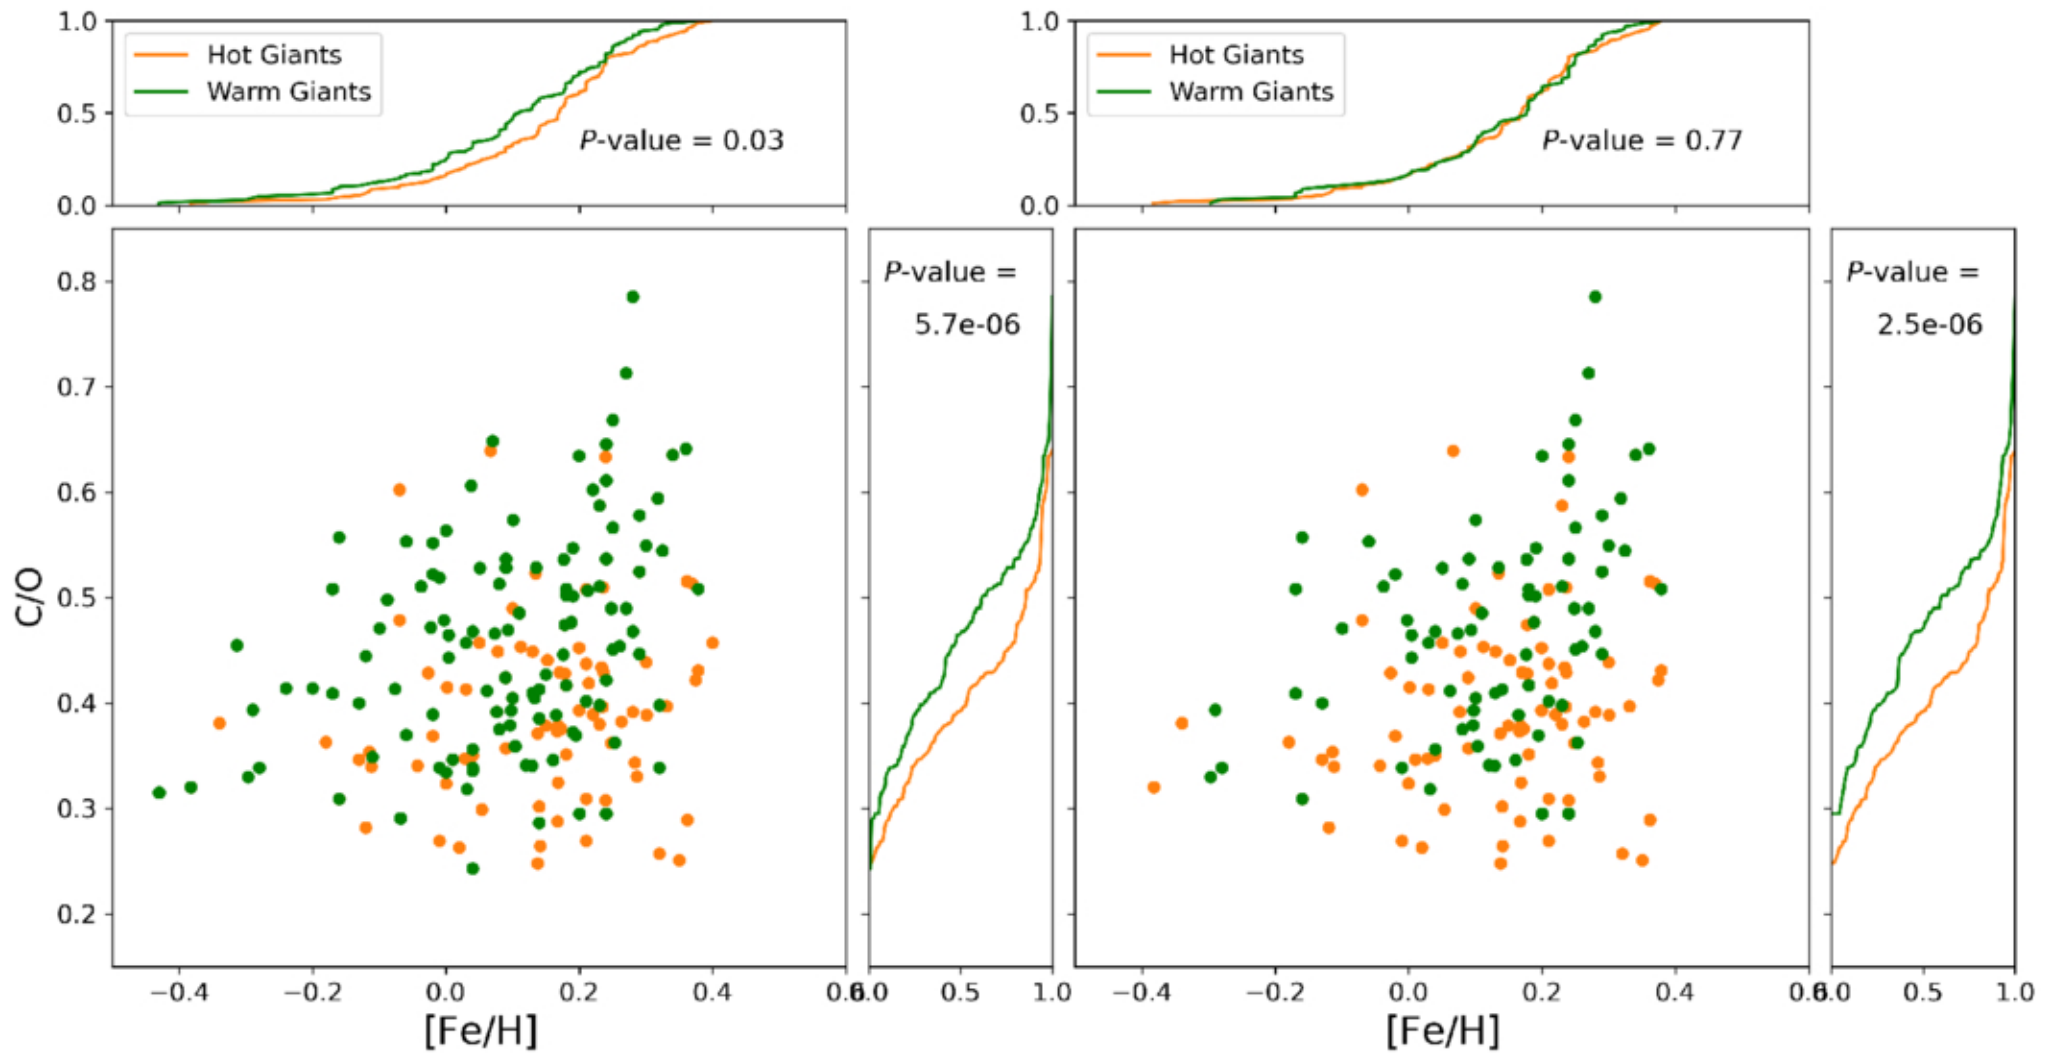 1.0
Hot Giants
Warm Giants
0.5
P-value = 0.03
0.0
1.0
Hot Giants
Warm Giants
0.5
P-value = 0.77
0.0
C/O
0.8
0.7
0.6
0.5
0.4
0.3
0.2
P-value =
5.7e-06
P-value =
2.5e-06
−0.4 −0.2 0.0 0.2 0.4 0.6
0.0 0.5 1.0
−0.4 −0.2 0.0 0.2 0.4 0.6
0.0 0.5 1.0
[Fe/H]
[Fe/H]